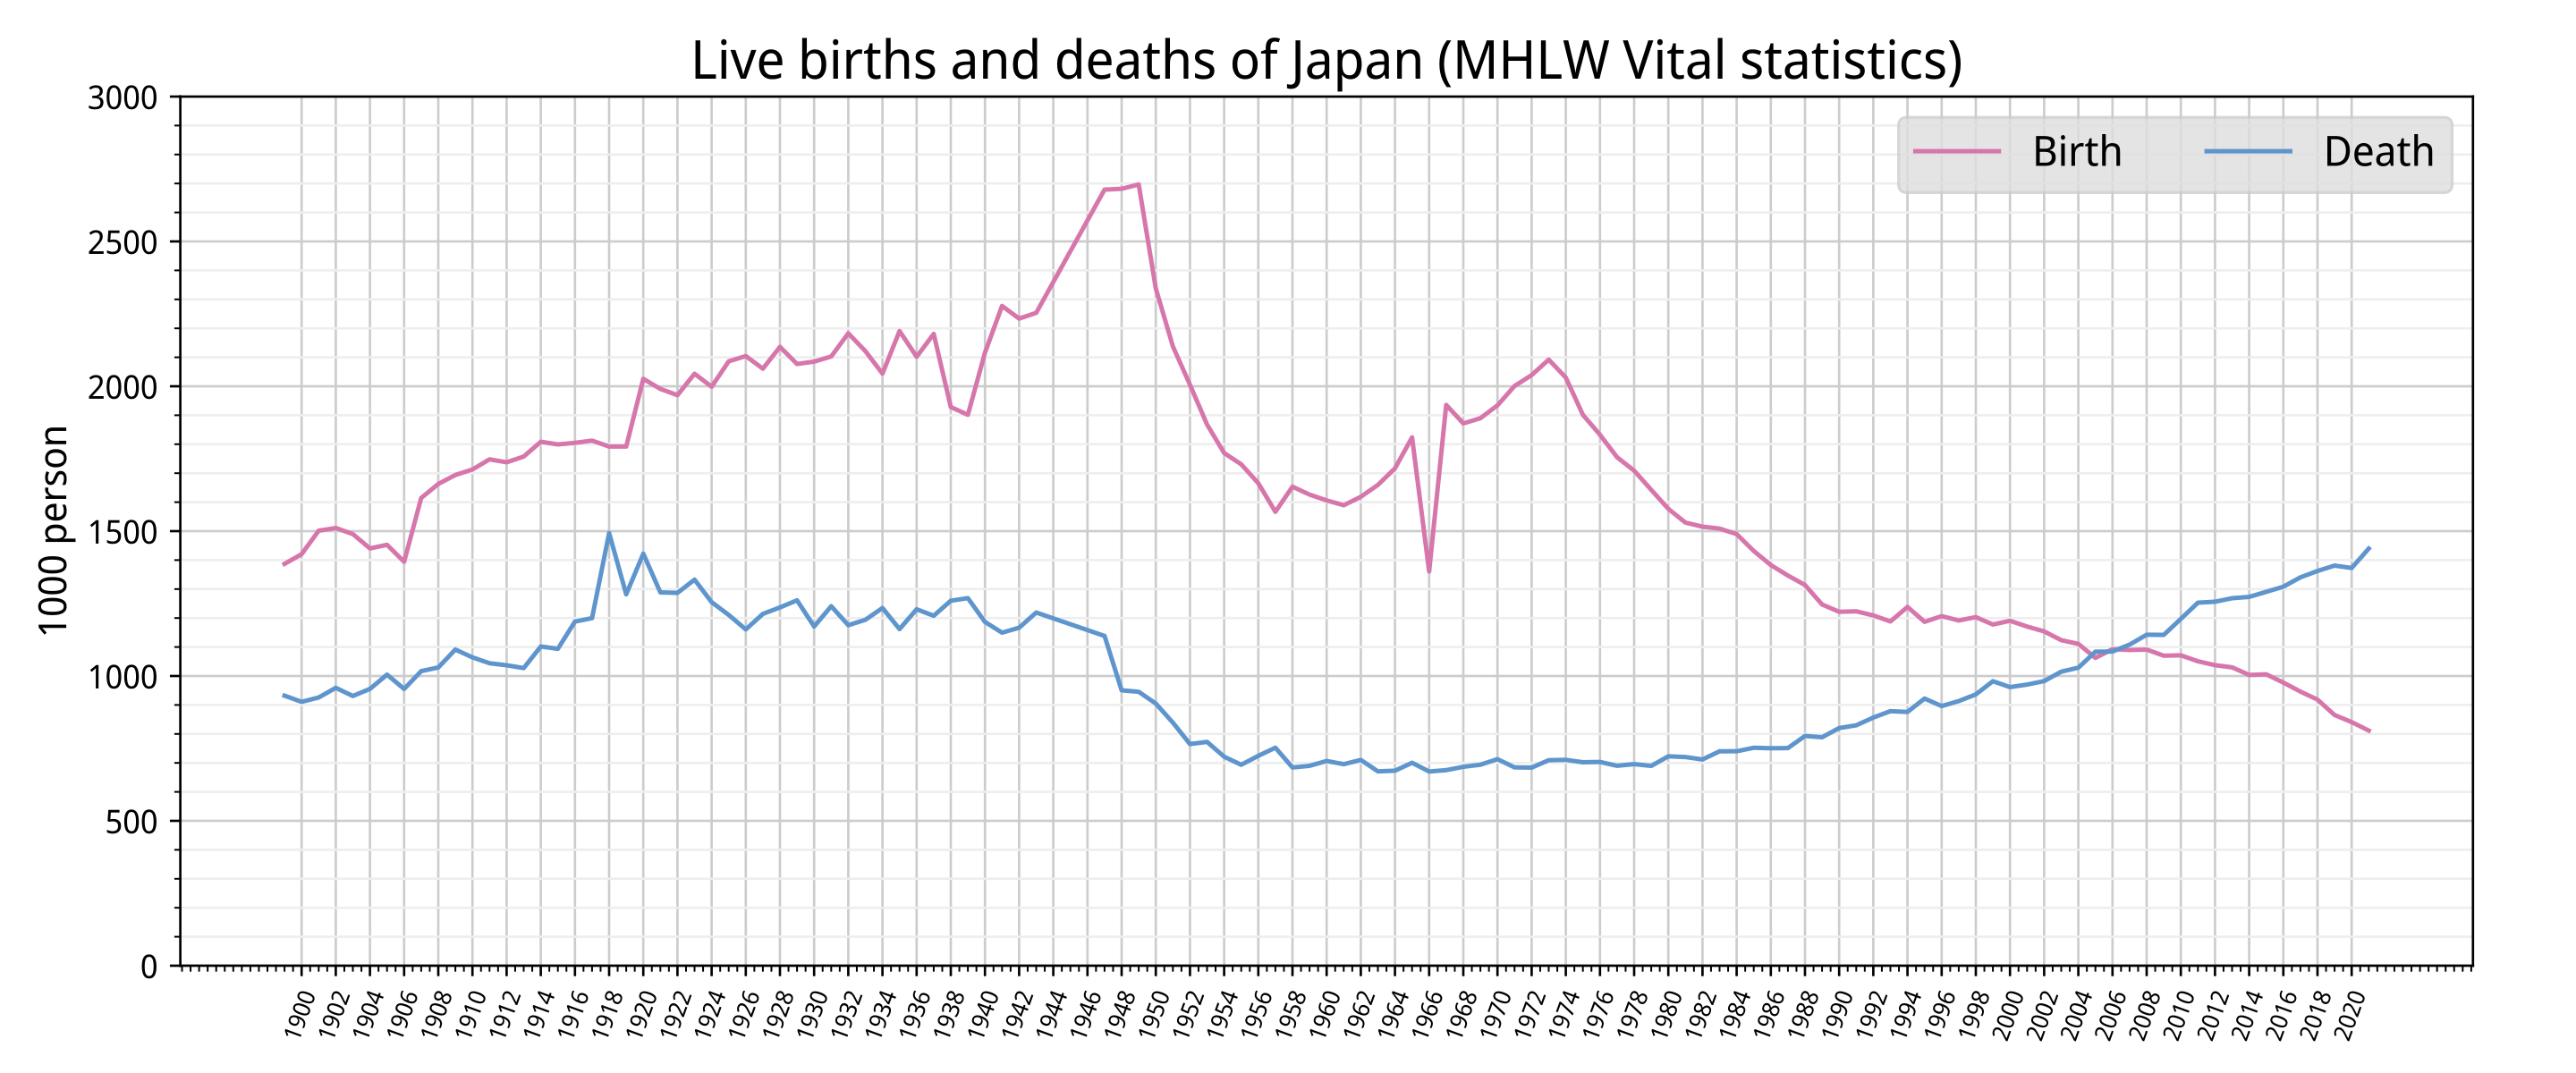 Live births and deaths of Japan (MHLW Vital statistics)
Birth Death
3000
2500
2000
1500
1000
500
0
1000 person
1900 1902 1904 1906 1908 1910 1912 1914 1916 1918 1920 1922 1924 1926 1928 1930 1932 1934 1936 1938 1940 1942 1944 1946 1948 1950 1952 1954 1956 1958 1960 1962 1964 1966 1968 1970 1972 1974 1976 1978 1980 1982 1984 1986 1988 1990 1992 1994 1996 1998 2000 2002 2004 2006 2008 2010 2012 2014 2016 2018 2020